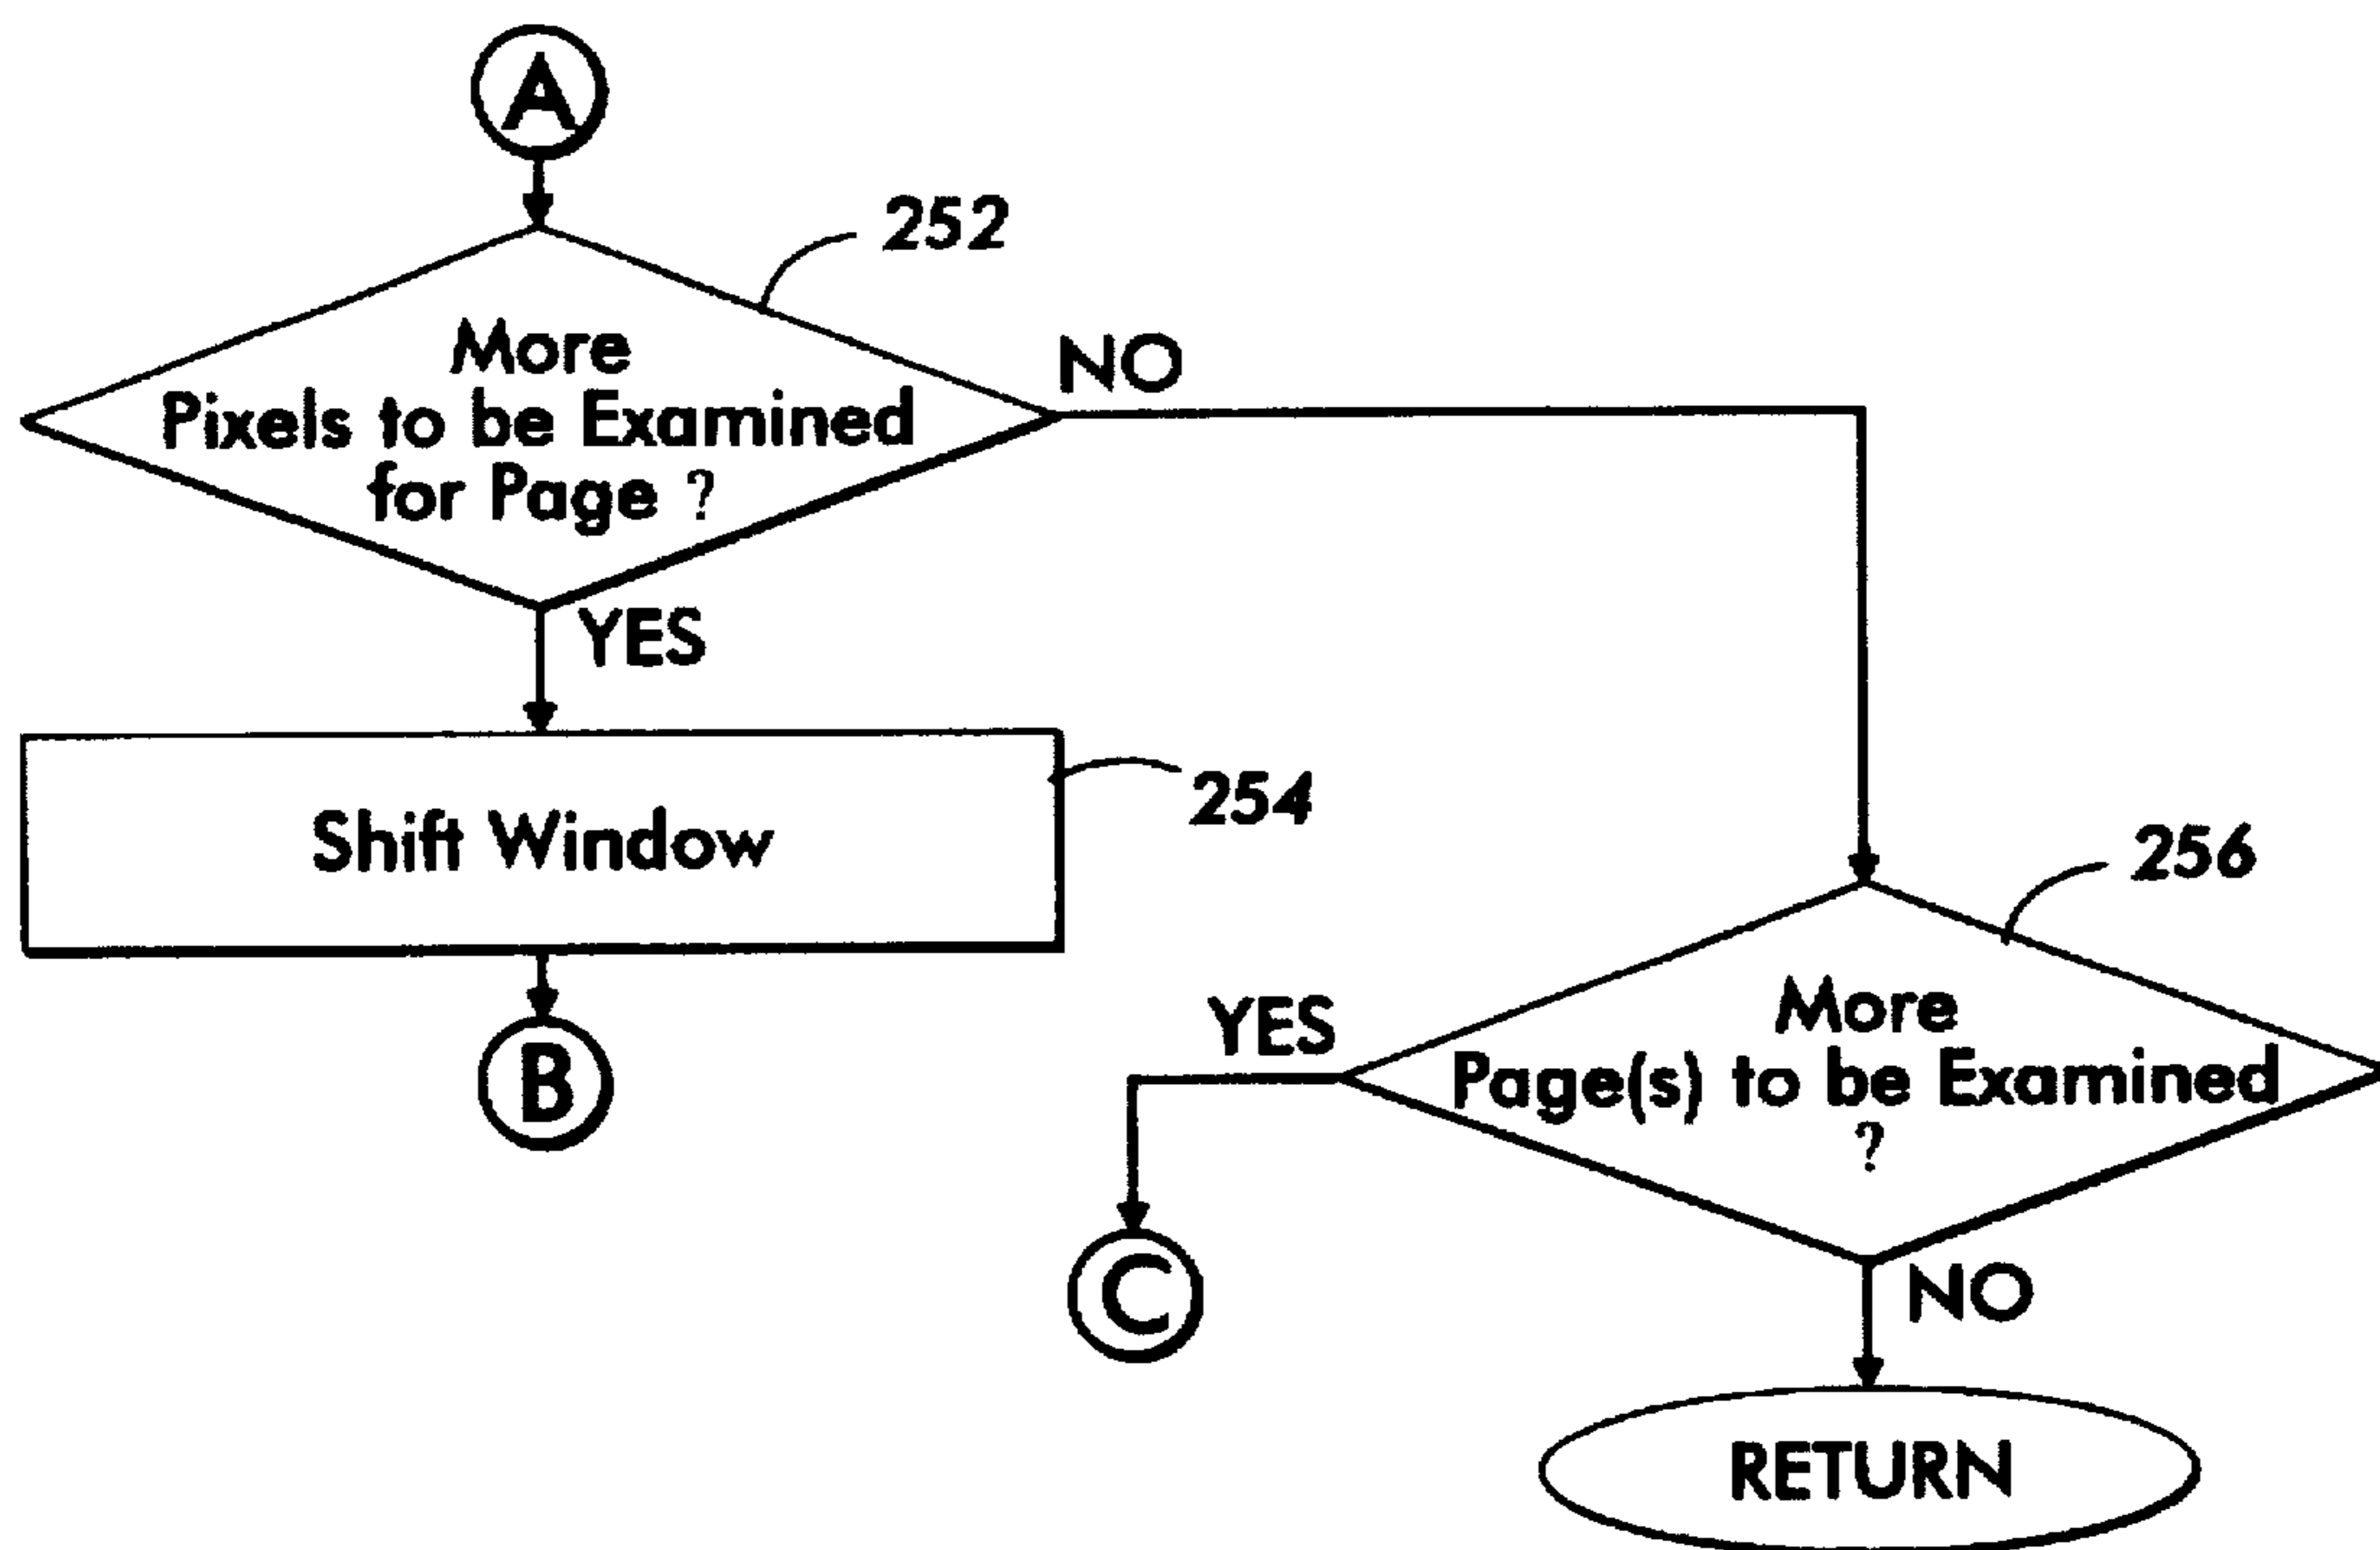 A
252
More
Pixels to be Examined
for Page ?
NO
YES
Shift Window
254
B
256
More
Page(s) to be Examined
?
YES
C
NO
RETURN